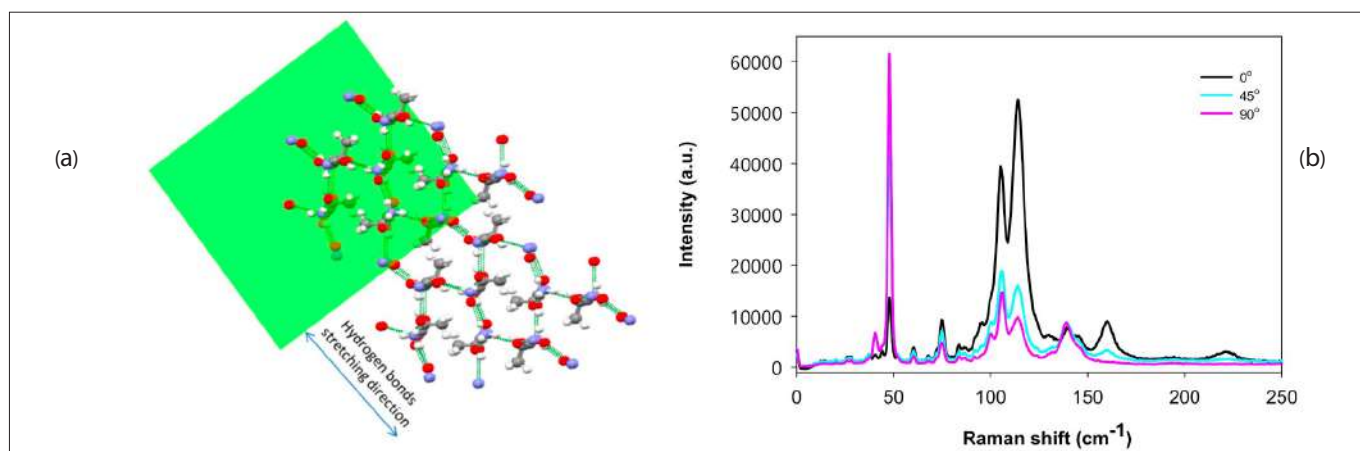 (a)
Hydrogen bonds
stretching direction
60000
50000
40000
30000
20000
10000
0
Intensity (a.u.)
0°
45°
90°
(b)
0 50 100 150 200 250
Raman shift (cm⁻¹)